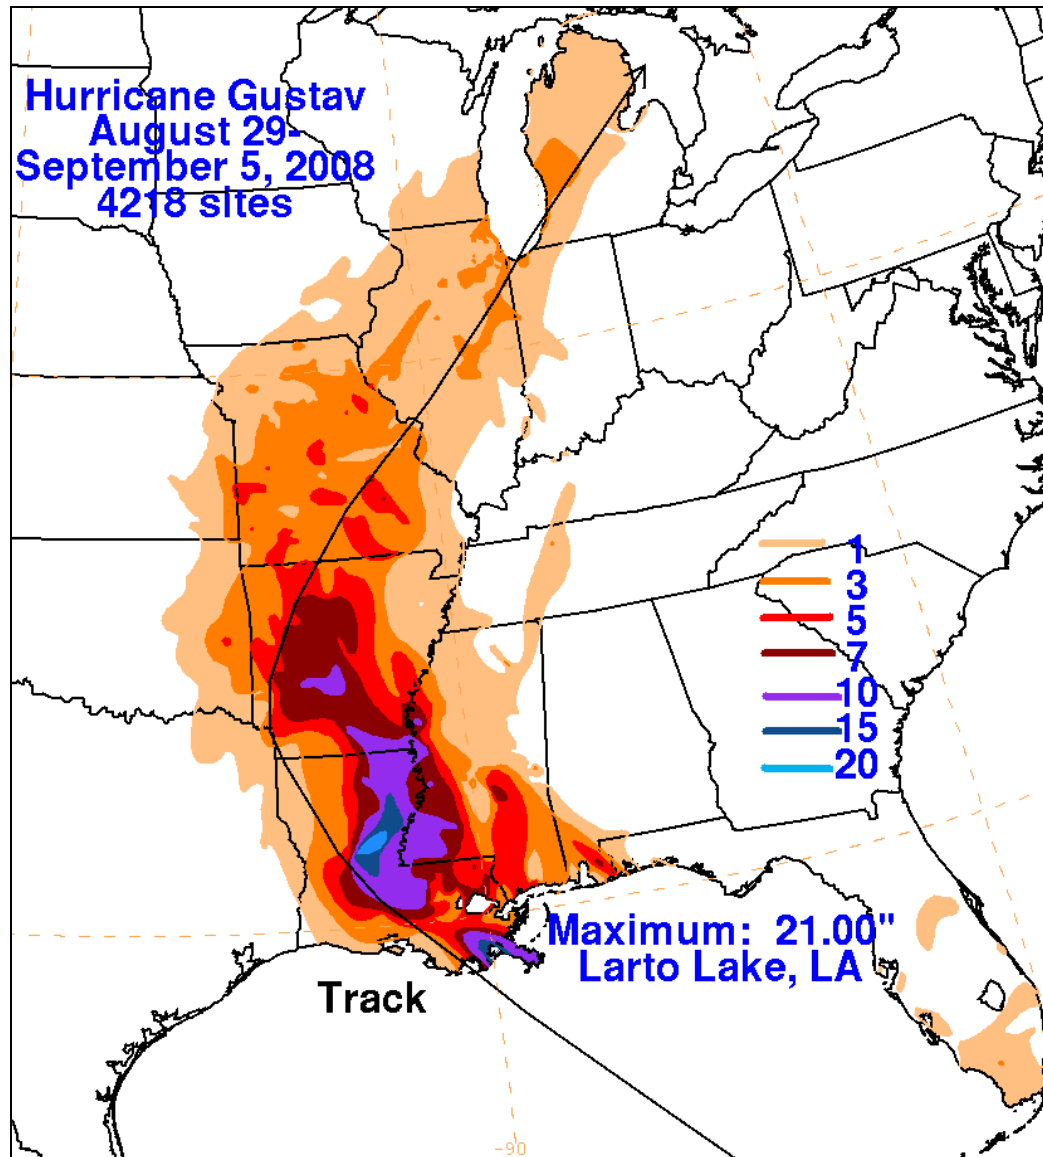 Hurricane Gustav
August 29-
September 5, 2008
4218 sites
1
3
5
7
10
15
20
Maximum: 21.00"
Larto Lake, LA
Track
-90